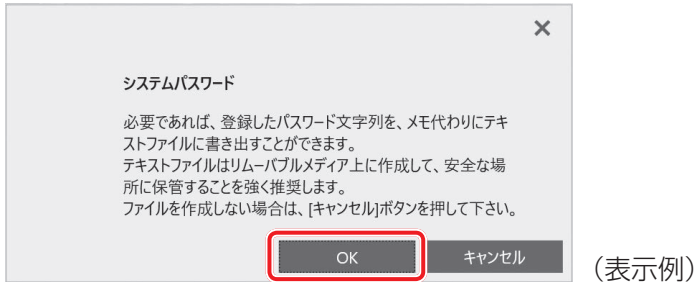 システムパスワード
必要であれば、登録したパスワード文字列を、メモ代わりにテキ
ストファイルに書き出すことができます。
テキストファイルはリムーバブルメディア上に作成して、安全な場
所に保管することを強く推奨します。
ファイルを作成しない場合は、[キャンセル]ボタンを押して下さい。
OK キャンセル
（表示例）